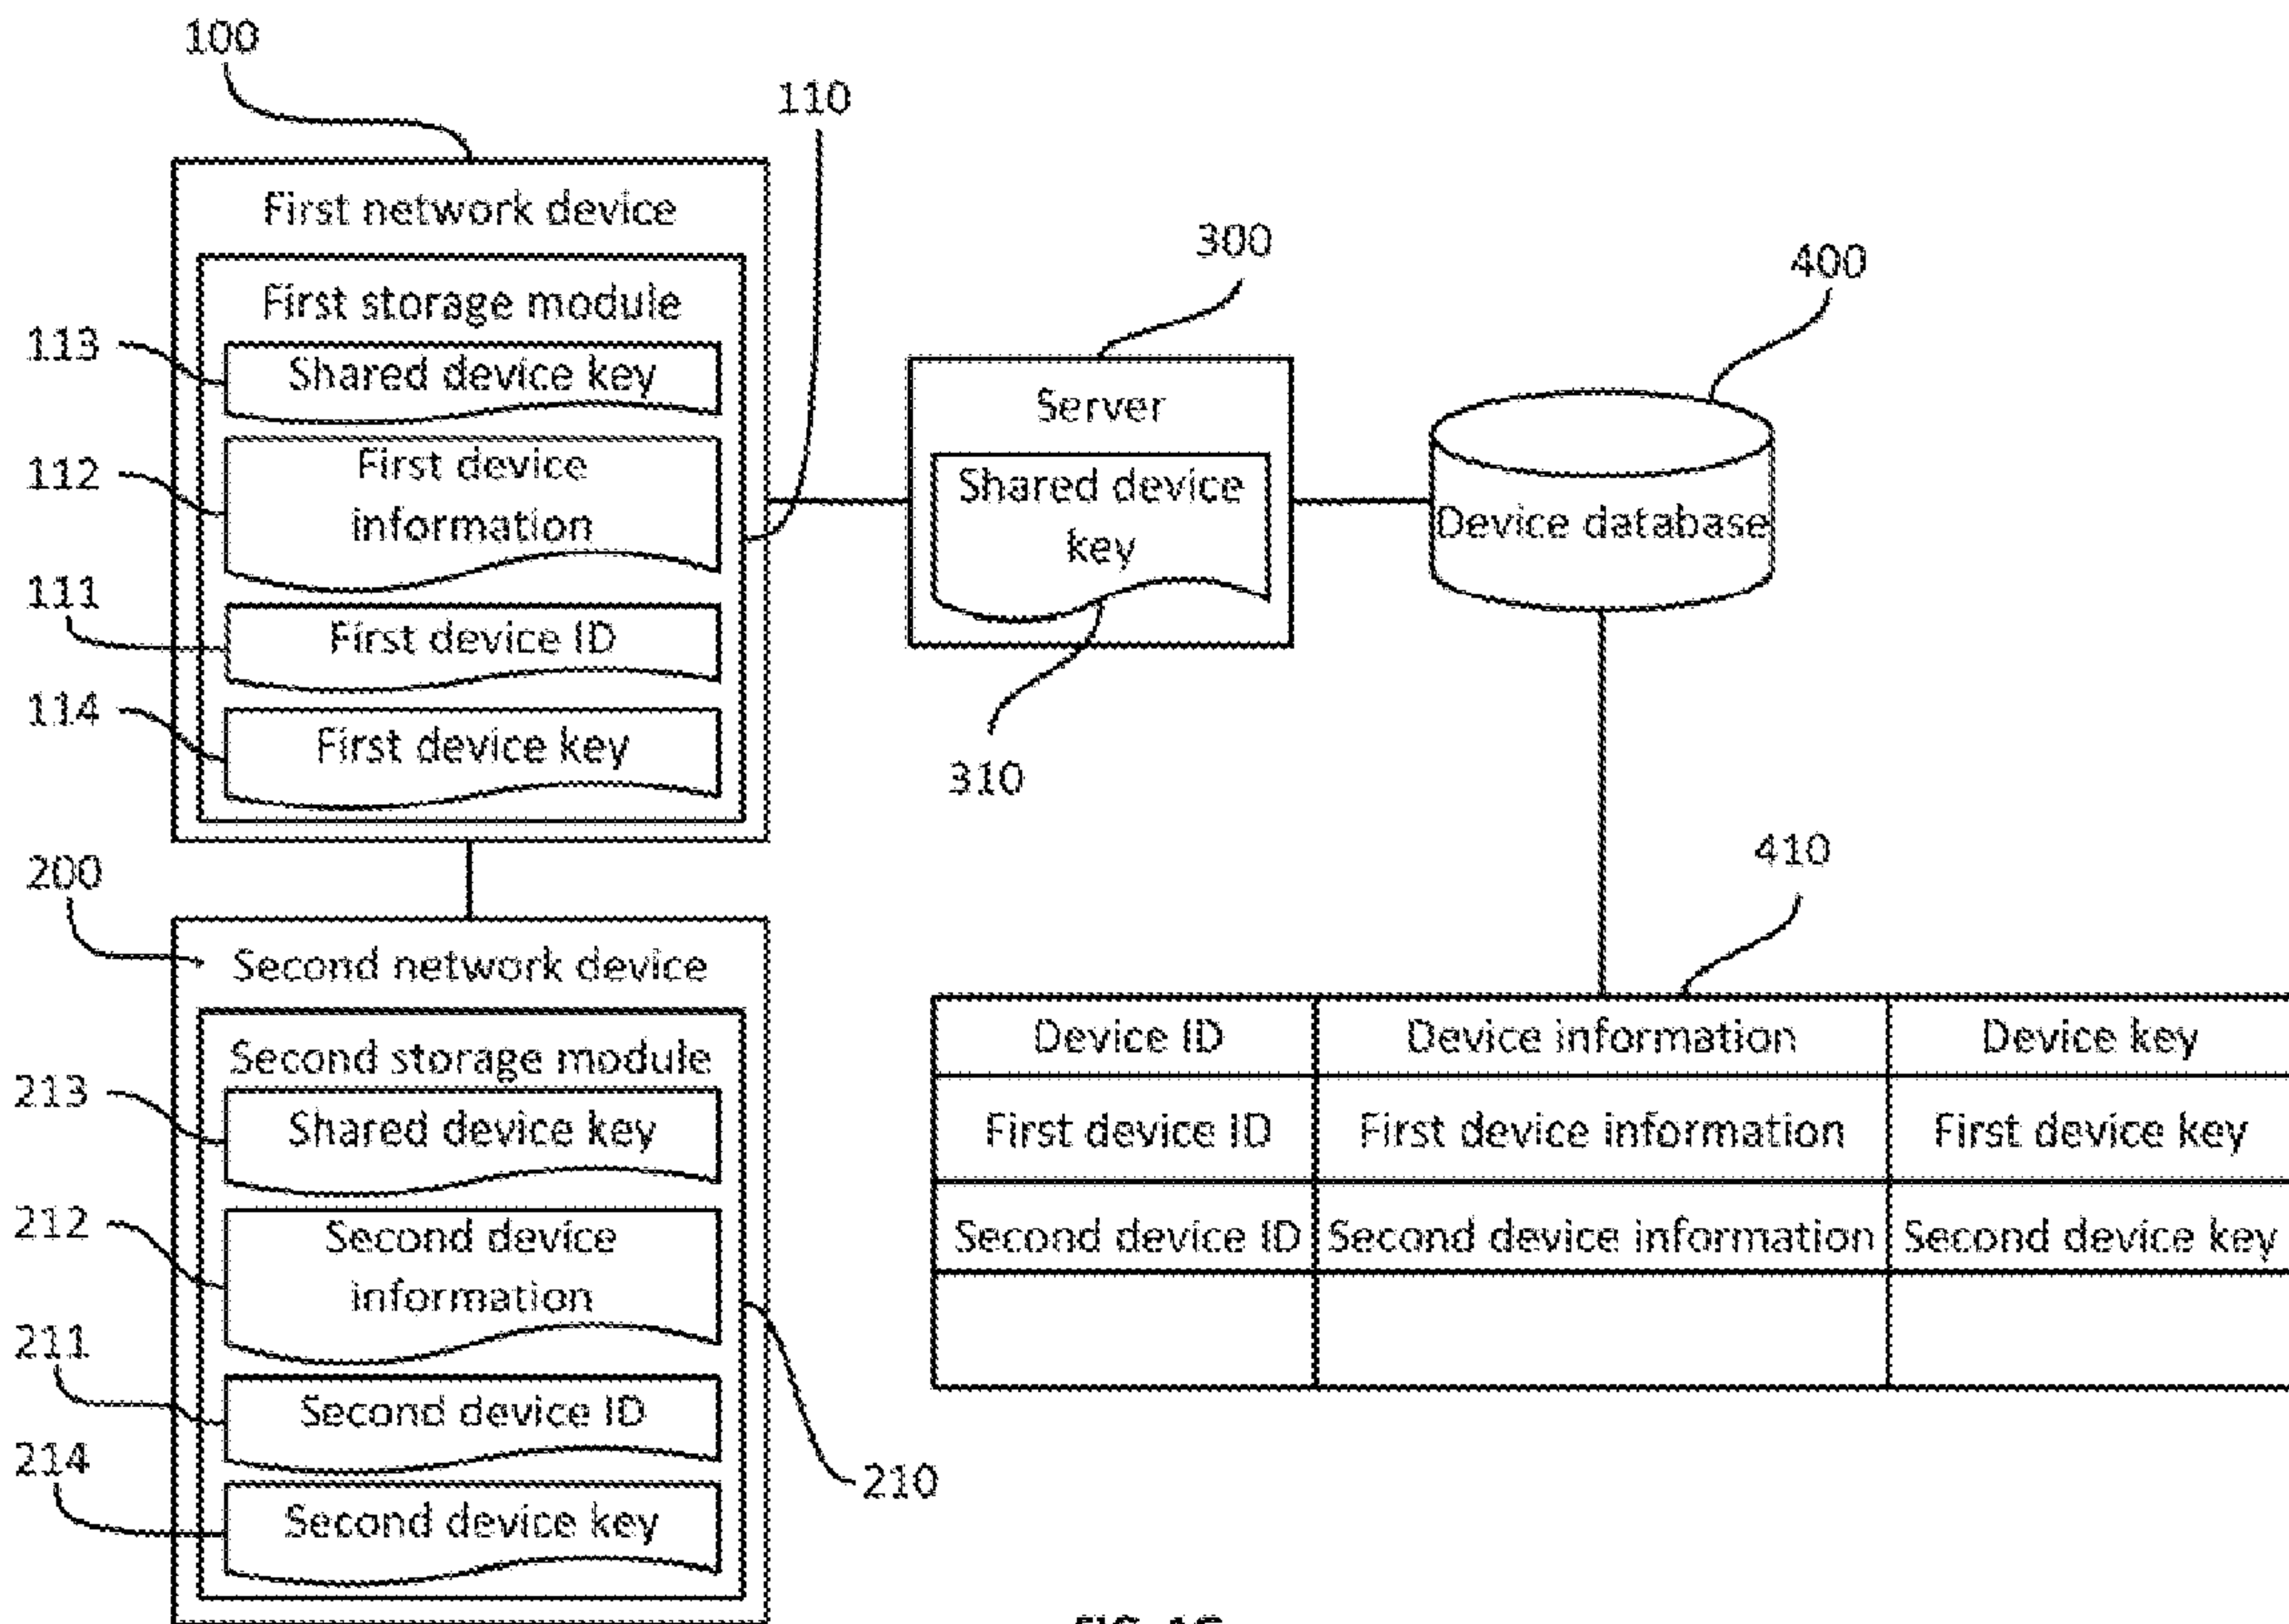 100
110
First network device
First storage module
113
Shared device key
112
First device
information
111
First device ID
114
First device key
300
Server
Shared device
key
310
400
Device database
200
Second network device
Second storage module
213
Shared device key
212
Second device
information
211
Second device ID
214
Second device key
210
410
Device ID Device information Device key
First device ID First device information First device key
Second device ID Second device information Second device key